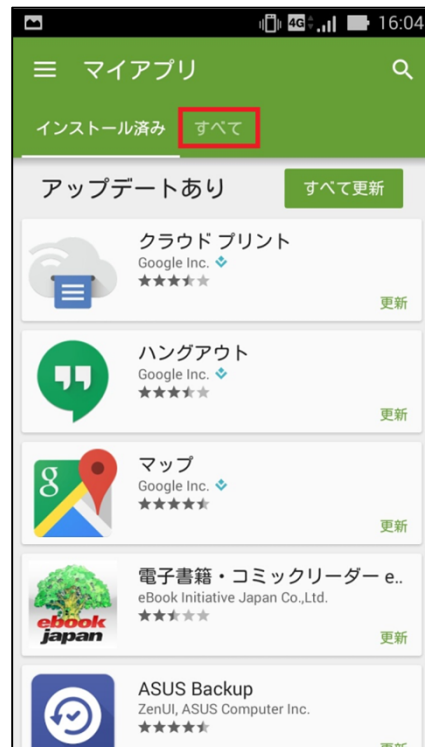 4G 16:04
マイアプリ
インストール済み すべて
アップデートあり すべて更新
クラウド プリント
Google Inc.
更新
ハングアウト
Google Inc.
更新
g
マップ
Google Inc.
更新
ebook
japan
電子書籍・コミックリーダー e..
eBook Initiative Japan Co.,Ltd.
更新
ASUS Backup
ZenUI, ASUS Computer Inc.
更新